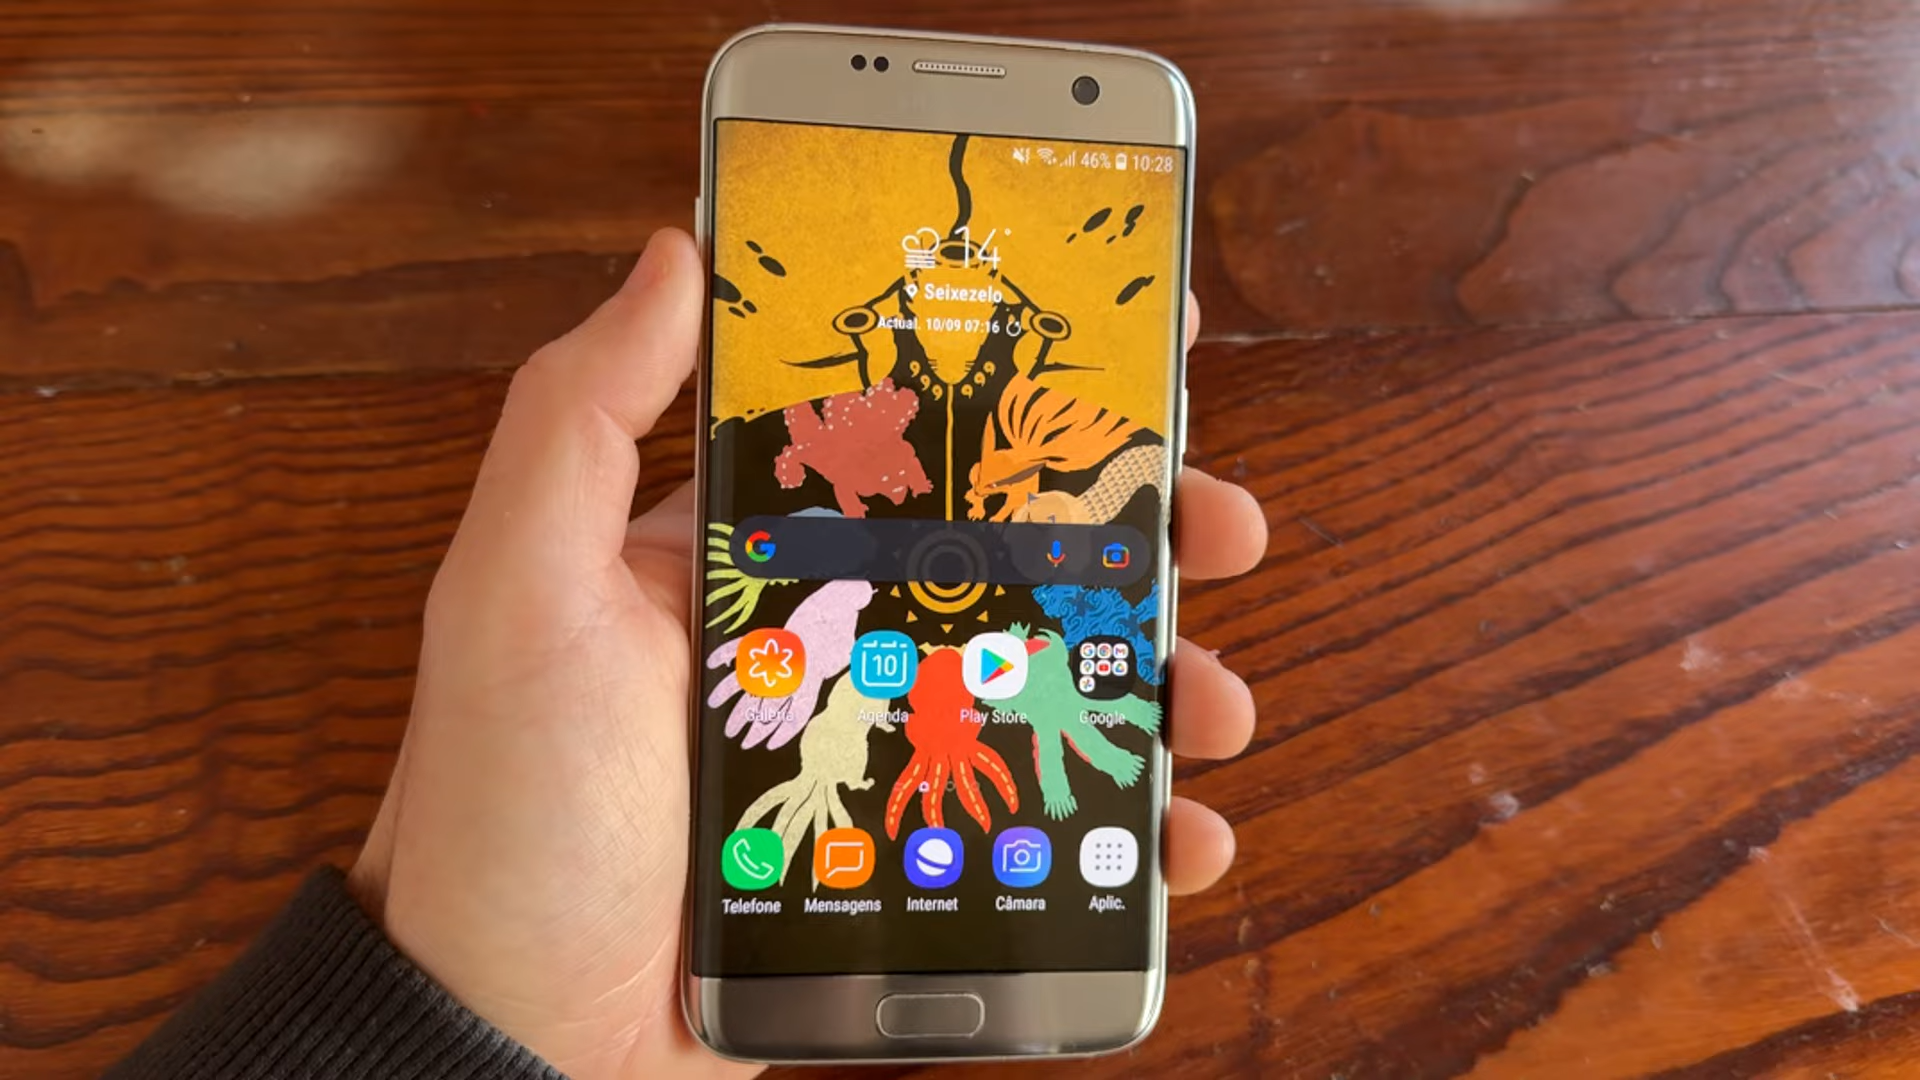 46% 10:28
14°
Seixezelo
Actual. 10/09 07:16
G
10
Galeria
Agenda
Play Store
Google
Telefone
Mensagens
Internet
Câmara
Aplic.